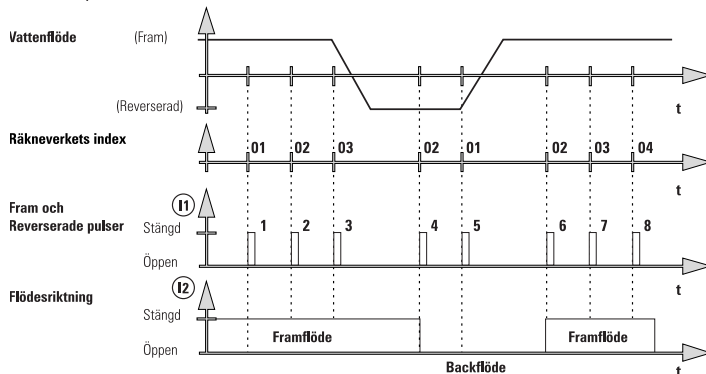 Vattenflöde (Fram)
(Reverserad)
t
Räkneverkets index
01 02 03 02 01 02 03 04
t
Fram och
Reverserade pulser
I1
Stängd
1 2 3 4 5 6 7 8
Öppen
t
Flödesriktning
I2
Stängd
Framflöde Framflöde
Öppen
Backflöde
t